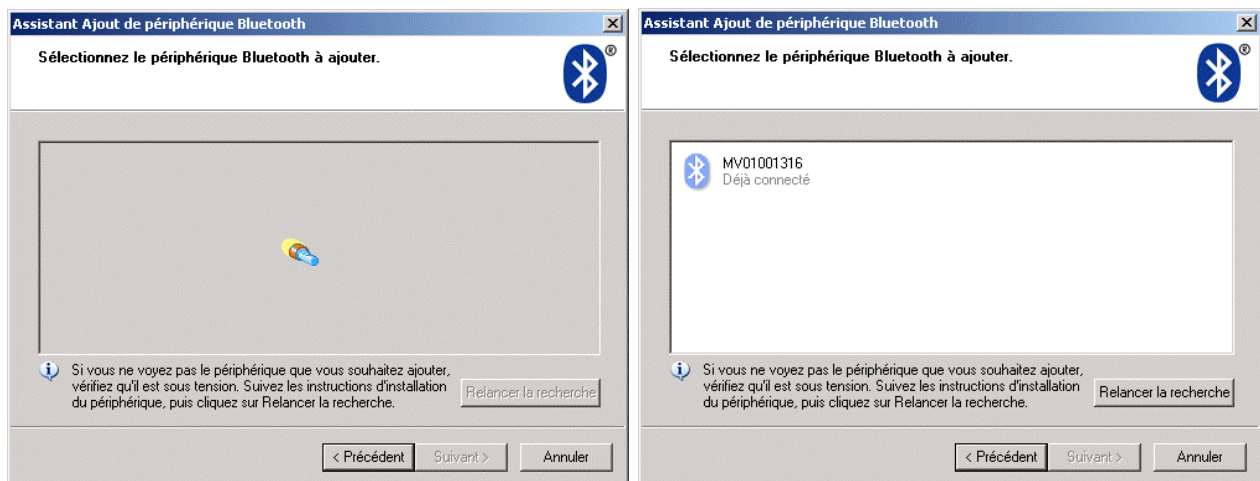 Assistant Ajout de périphérique Bluetooth
Sélectionnez le périphérique Bluetooth à ajouter.
®
Si vous ne voyez pas le périphérique que vous souhaitez ajouter,
vérifiez qu'il est sous tension. Suivez les instructions d'installation
du périphérique, puis cliquez sur Relancer la recherche.
Relancer la recherche
< Précédent
Suivant >
Annuler
Assistant Ajout de périphérique Bluetooth
Sélectionnez le périphérique Bluetooth à ajouter.
®
MV01001316
Déjà connecté
Si vous ne voyez pas le périphérique que vous souhaitez ajouter,
vérifiez qu'il est sous tension. Suivez les instructions d'installation
du périphérique, puis cliquez sur Relancer la recherche.
Relancer la recherche
< Précédent
Suivant >
Annuler